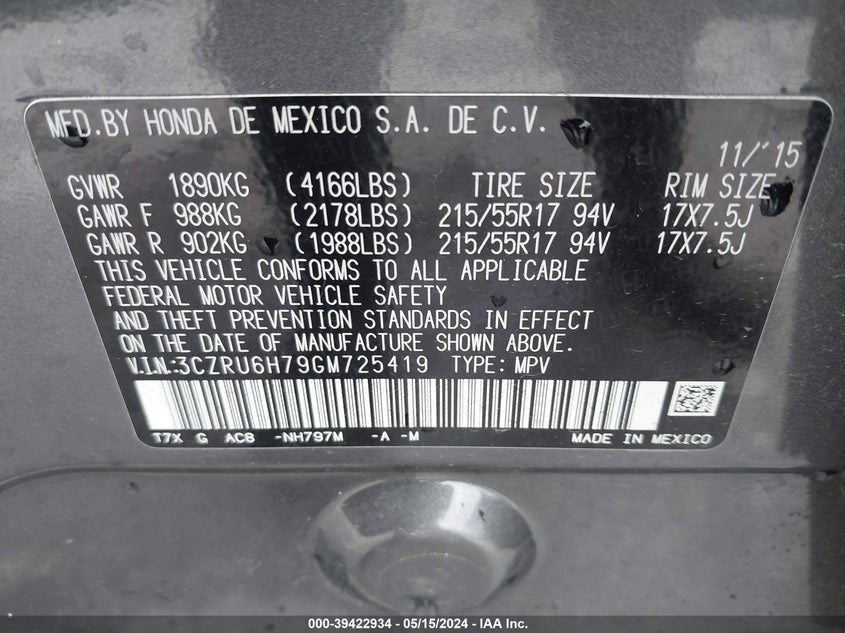 MFD.BY HONDA DE MEXICO S.A. DE C.V.
11/'15
GVWR 1890KG (4166LBS) TIRE SIZE RIM SIZE
GAWR F 988KG (2178LBS) 215/55R17 94V 17X7.5J
GAWR R 902KG (1988LBS) 215/55R17 94V 17X7.5J
THIS VEHICLE CONFORMS TO ALL APPLICABLE
FEDERAL MOTOR VEHICLE SAFETY
AND THEFT PREVENTION STANDARDS IN EFFECT
ON THE DATE OF MANUFACTURE SHOWN ABOVE.
V.I.N.:3CZRU6H79GM725419 TYPE: MPV
T7X G AC8 -NH797M -A -M MADE IN MEXICO
000-39422934 - 05/15/2024 - IAA Inc.